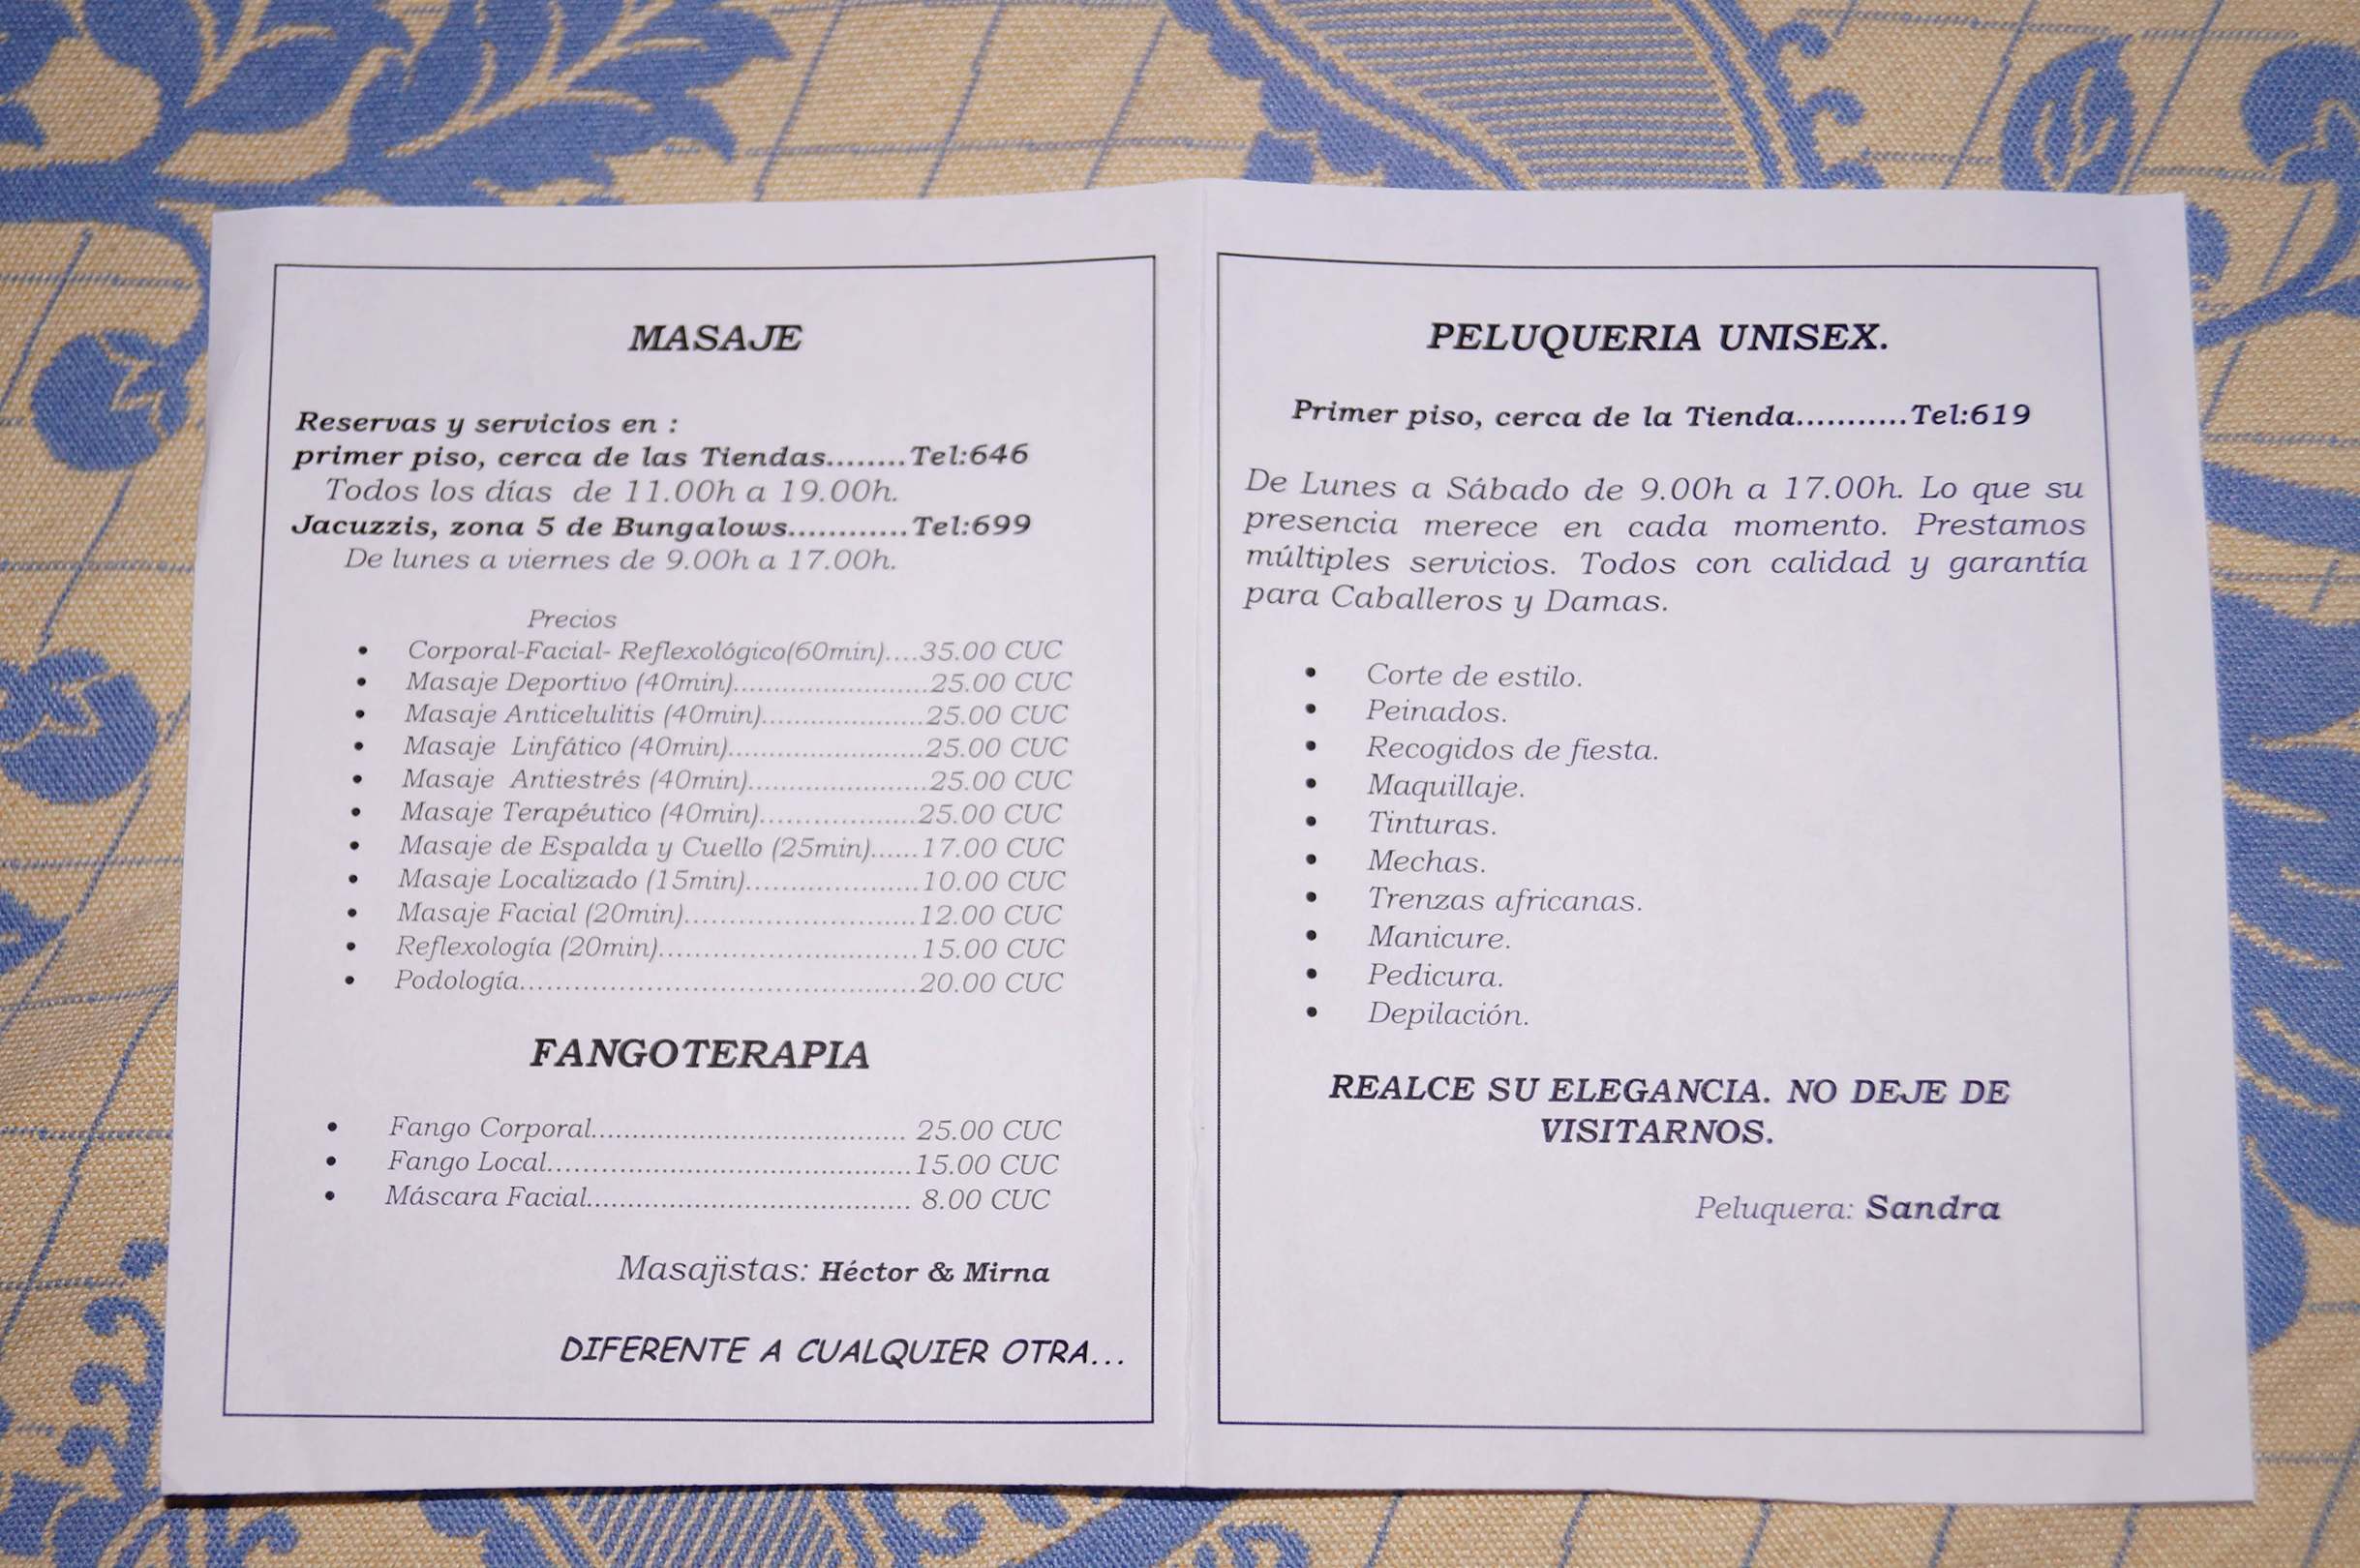 MASAJE
Reservas y servicios en :
primer piso, cerca de las Tiendas........Tel:646
Todos los días de 11.00h a 19.00h.
Jacuzzis, zona 5 de Bungalows............Tel:699
De lunes a viernes de 9.00h a 17.00h.
Precios
• Corporal-Facial- Reflexológico(60min)....35.00 CUC
• Masaje Deportivo (40min)..........................25.00 CUC
• Masaje Anticelulitis (40min).....................25.00 CUC
• Masaje Linfático (40min)..........................25.00 CUC
• Masaje Antiestrés (40min)........................25.00 CUC
• Masaje Terapéutico (40min).....................25.00 CUC
• Masaje de Espalda y Cuello (25min)......17.00 CUC
• Masaje Localizado (15min).......................10.00 CUC
• Masaje Facial (20min)..............................12.00 CUC
• Reflexología (20min).................................15.00 CUC
• Podología....................................................20.00 CUC
FANGOTERAPIA
• Fango Corporal....................................... 25.00 CUC
• Fango Local.............................................15.00 CUC
• Máscara Facial........................................ 8.00 CUC
Masajistas: Héctor & Mirna
DIFERENTE A CUALQUIER OTRA...
PELUQUERIA UNISEX.
Primer piso, cerca de la Tienda...........Tel:619
De Lunes a Sábado de 9.00h a 17.00h. Lo que su
presencia merece en cada momento. Prestamos
múltiples servicios. Todos con calidad y garantía
para Caballeros y Damas.
• Corte de estilo.
• Peinados.
• Recogidos de fiesta.
• Maquillaje.
• Tinturas.
• Mechas.
• Trenzas africanas.
• Manicure.
• Pedicura.
• Depilación.
REALCE SU ELEGANCIA. NO DEJE DE
VISITARNOS.
Peluquera: Sandra